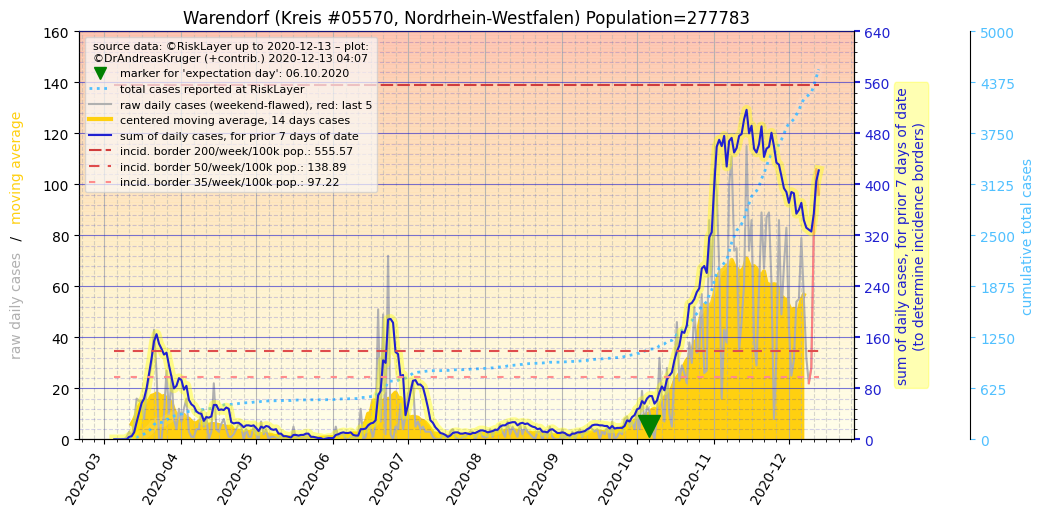 Warendorf (Kreis #05570, Nordrhein-Westfalen) Population=277783
source data: ©RiskLayer up to 2020-12-13 – plot:
©DrAndreasKruger (+contrib.) 2020-12-13 04:07
marker for 'expectation day': 06.10.2020
total cases reported at RiskLayer
raw daily cases (weekend-flawed), red: last 5
centered moving average, 14 days cases
sum of daily cases, for prior 7 days of date
incid. border 200/week/100k pop.: 555.57
incid. border 50/week/100k pop.: 138.89
incid. border 35/week/100k pop.: 97.22
raw daily cases / moving average
160
140
120
100
80
60
40
20
0
2020-03
2020-04
2020-05
2020-06
2020-07
2020-08
2020-09
2020-10
2020-11
2020-12
640
560
480
400
320
240
160
80
0
sum of daily cases, for prior 7 days of date
(to determine incidence borders)
5000
4375
3750
3125
2500
1875
1250
625
0
cumulative total cases